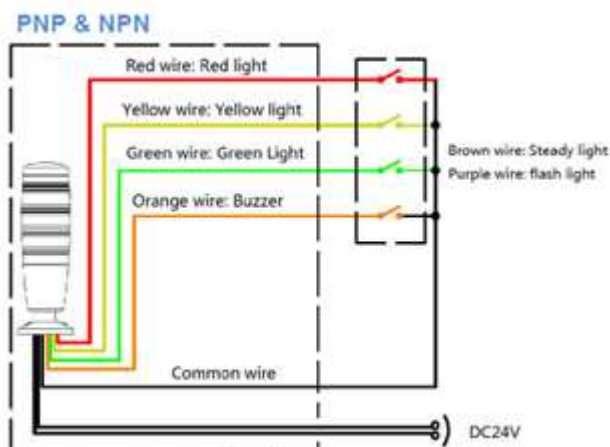 PNP & NPN
Red wire: Red light
Yellow wire: Yellow light
Green wire: Green Light
Orange wire: Buzzer
Brown wire: Steady light
Purple wire: flash light
Common wire
DC24V